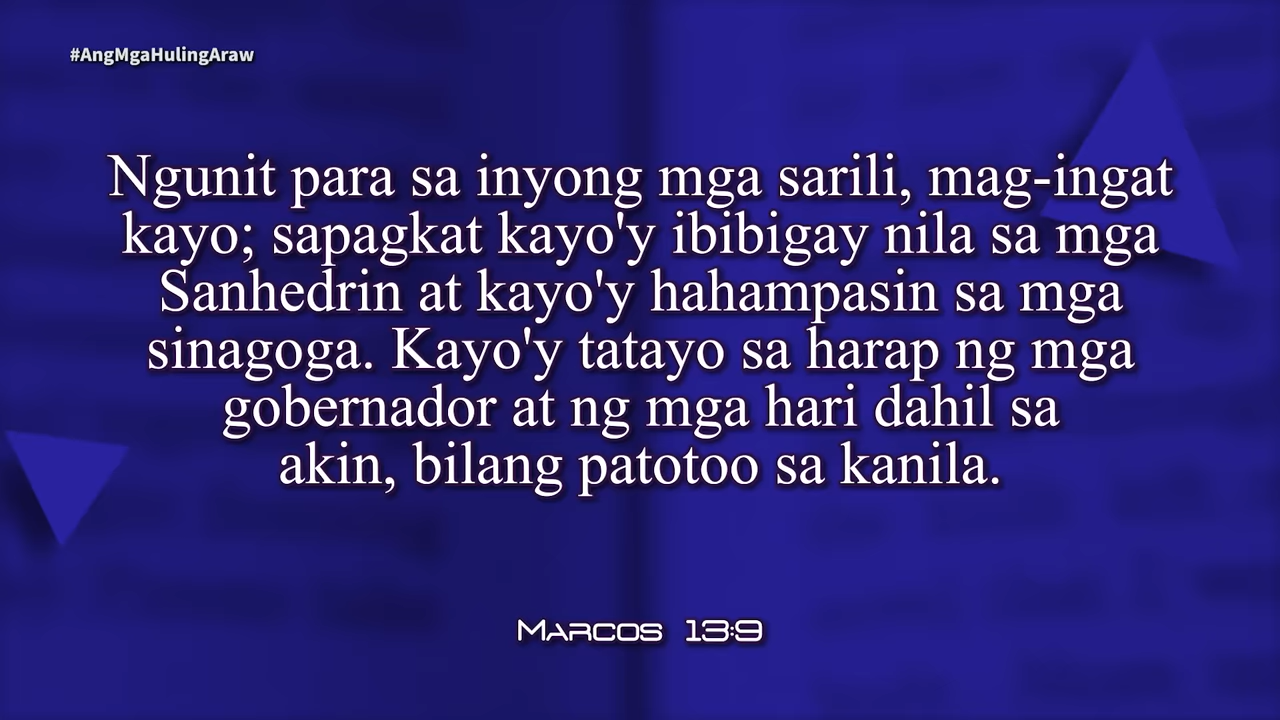 #AngMgaHulingAraw
Ngunit para sa inyong mga sarili, mag-ingat
kayo; sapagkat kayo'y ibibigay nila sa mga
Sanhedrin at kayo'y hahampasin sa mga
sinagoga. Kayo'y tatayo sa harap ng mga
gobernador at ng mga hari dahil sa
akin, bilang patotoo sa kanila.
Marcos 13:9